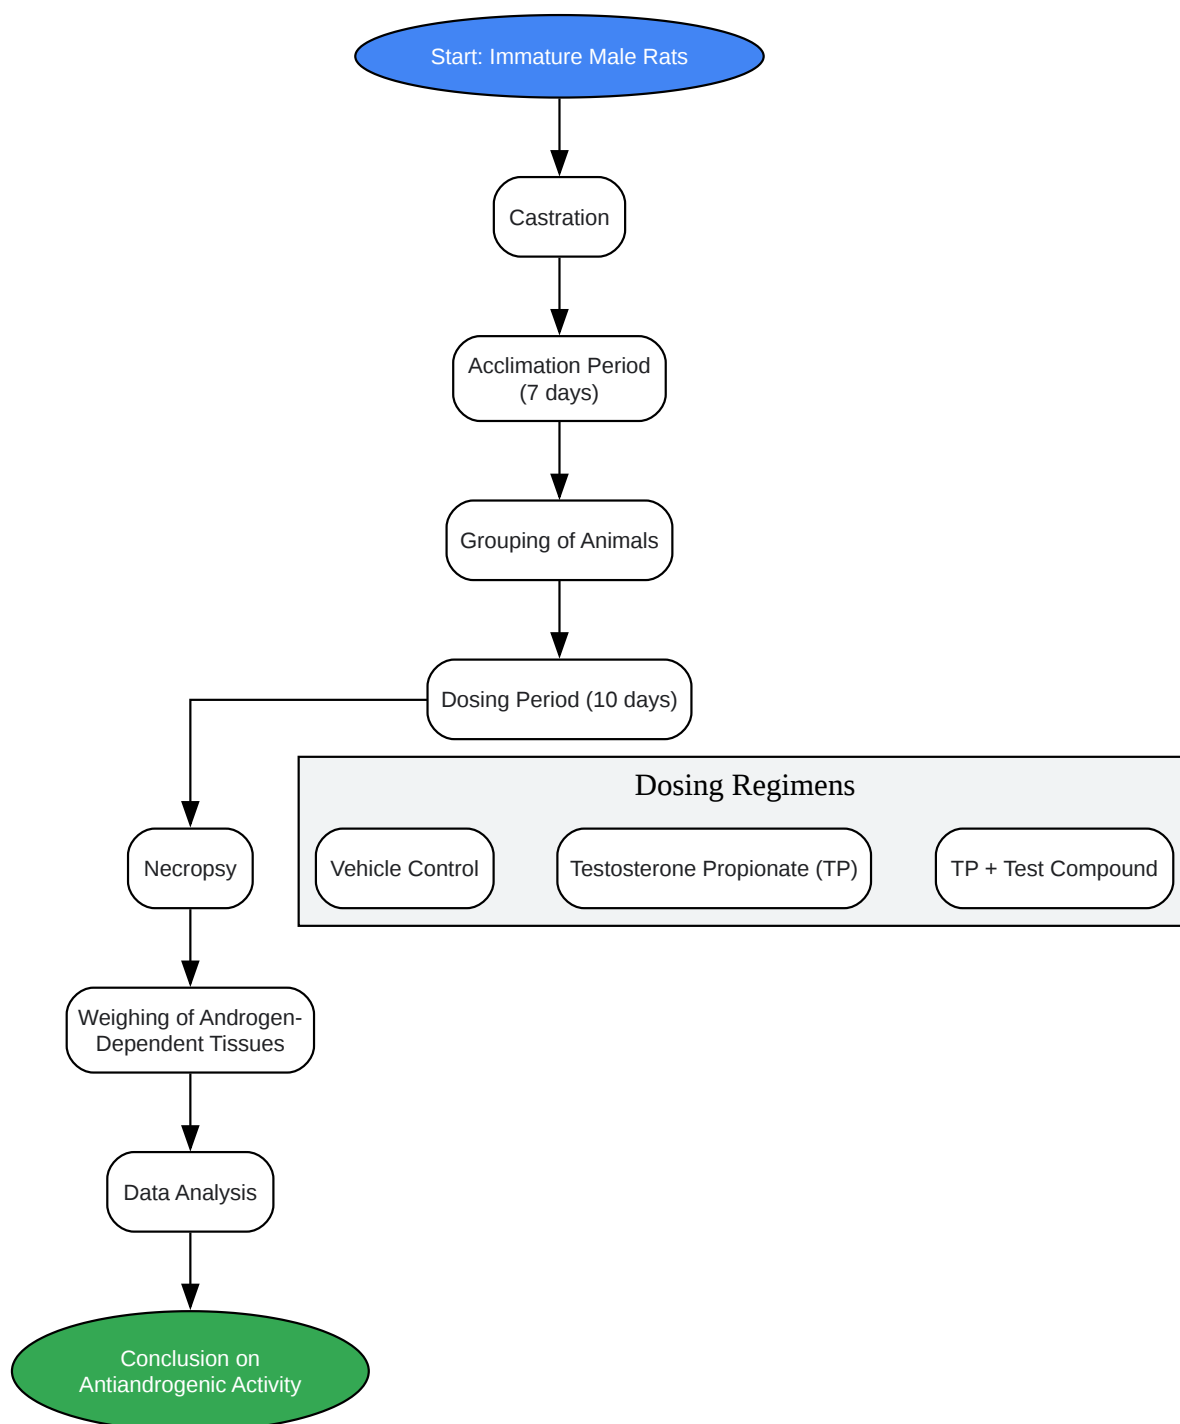 Start: Immature Male Rats
Castration
Acclimation Period
(7 days)
Grouping of Animals
Dosing Period (10 days)
Dosing Regimens
Necropsy
Vehicle Control
Testosterone Propionate (TP)
TP + Test Compound
Weighing of Androgen-
Dependent Tissues
Data Analysis
Conclusion on
Antiandrogenic Activity